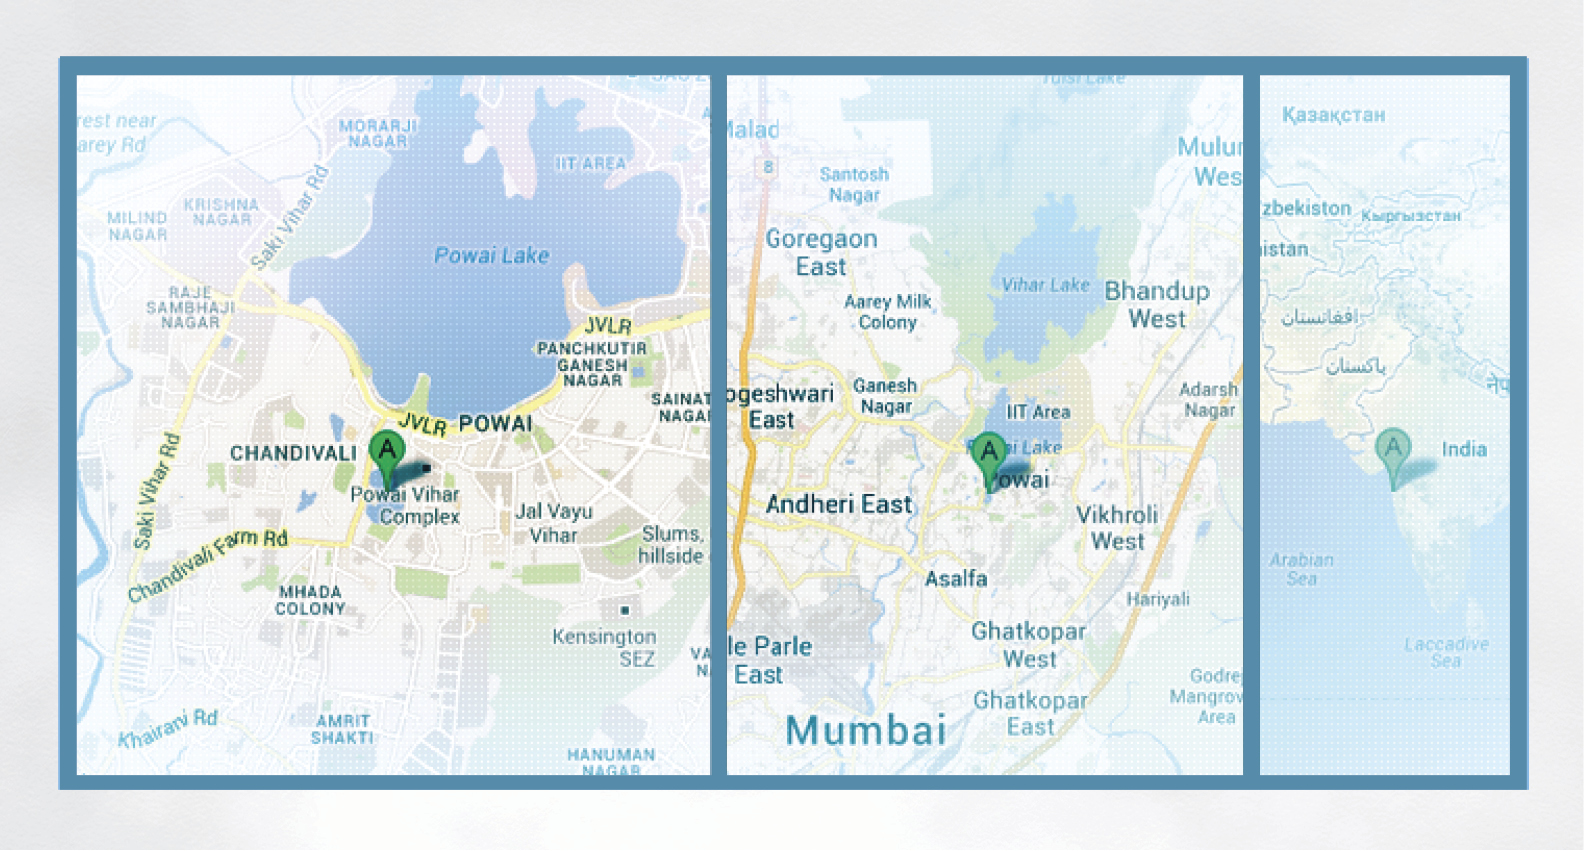 rest near
arey Rd
MORARJI
NAGAR
IIT AREA
KRISHNA
NAGAR
MILIND
NAGAR
Saki Vihar Rd
Powai Lake
RAJE
SAMBHAJI
NAGAR
JVLR
PANCHKUTIR
GANESH
NAGAR
SAINAT
NAGAR
JVLR
POWAI
CHANDIVALI
A
Saki Vihar Rd
Powai Vihar
Complex
Jal Vayu
Vihar
Slums,
hillside
Chandivali Farm Rd
MHADA
COLONY
Kensington
SEZ
VA
N
Khairani Rd
AMRIT
SHAKTI
HANUMAN
NAGAR
Tulsi Lake
Malad
8
Santosh
Nagar
Mulun
Wes
Goregaon
East
Vihar Lake
Bhandup
West
Aarey Milk
Colony
ogeshwari
East
Ganesh
Nagar
IIT Area
Adarsh
Nagar
A
Powai Lake
Powai
Andheri East
Vikhroli
West
Asalfa
Hariyali
Ghatkopar
West
le Parle
East
Godrej
Mangrov
Area
Ghatkopar
East
Mumbai
Қазақстан
zbekiston
Кыргызстан
istan
افغانستان
پاکستان
नेप
A
India
Arabian
Sea
Laccadive
Sea